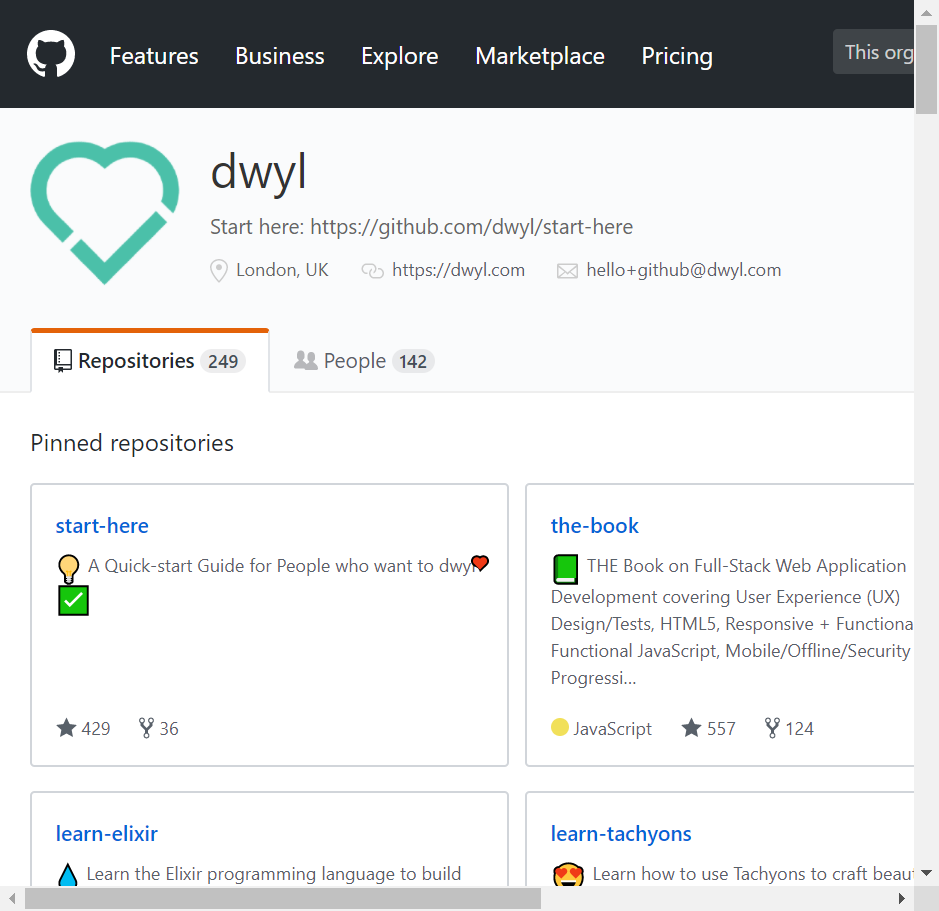 Features Business Explore Marketplace Pricing This org
dwyl
Start here: https://github.com/dwyl/start-here
London, UK https://dwyl.com hello+github@dwyl.com
Repositories 249 People 142
Pinned repositories
start-here
A Quick-start Guide for People who want to dwyl
429 36
the-book
THE Book on Full-Stack Web Application
Development covering User Experience (UX)
Design/Tests, HTML5, Responsive + Functiona
Functional JavaScript, Mobile/Offline/Security
Progressi...
JavaScript 557 124
learn-elixir
Learn the Elixir programming language to build
learn-tachyons
Learn how to use Tachyons to craft beau